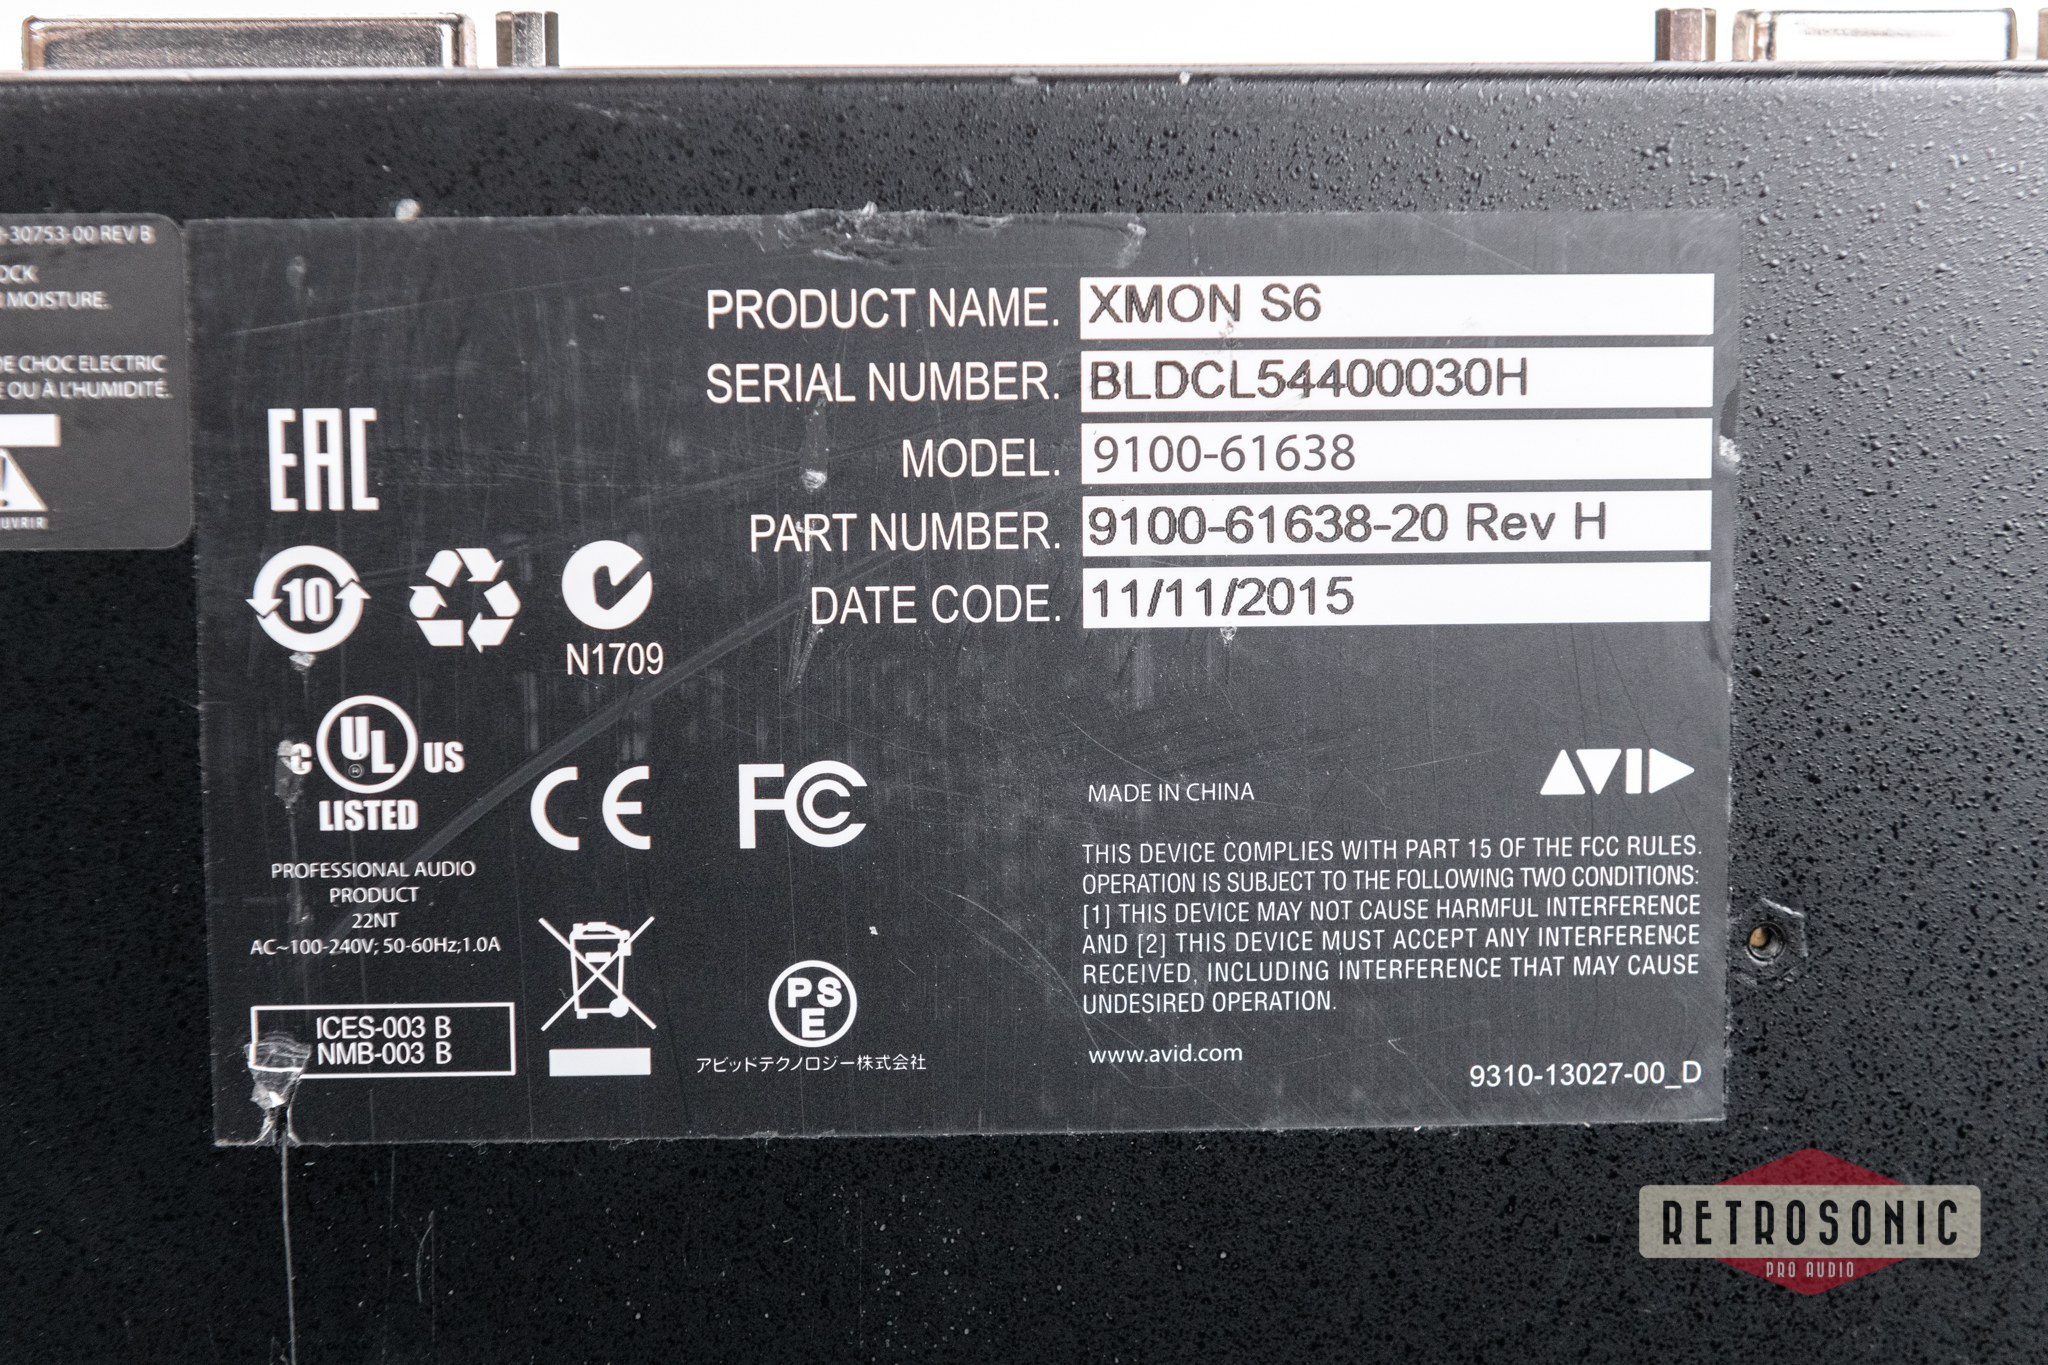 -30753-00 REV B
OCK
MOISTURE.
DE CHOC ELECTRIC
E OU À L'HUMIDITÉ.
OUVRIR
PRODUCT NAME. XMON S6
SERIAL NUMBER. BLDCL54400030H
MODEL. 9100-61638
PART NUMBER. 9100-61638-20 Rev H
DATE CODE. 11/11/2015
EAC
10
N1709
C UL ® US
LISTED
PROFESSIONAL AUDIO
PRODUCT
22NT
AC~100-240V; 50-60Hz;1.0A
ICES-003 B
NMB-003 B
CE
FCC
PSE
アビッドテクノロジー株式会社
MADE IN CHINA
AVID
THIS DEVICE COMPLIES WITH PART 15 OF THE FCC RULES.
OPERATION IS SUBJECT TO THE FOLLOWING TWO CONDITIONS:
[1] THIS DEVICE MAY NOT CAUSE HARMFUL INTERFERENCE
AND [2] THIS DEVICE MUST ACCEPT ANY INTERFERENCE
RECEIVED, INCLUDING INTERFERENCE THAT MAY CAUSE
UNDESIRED OPERATION.
www.avid.com
9310-13027-00_D
RETROSONIC
PRO AUDIO